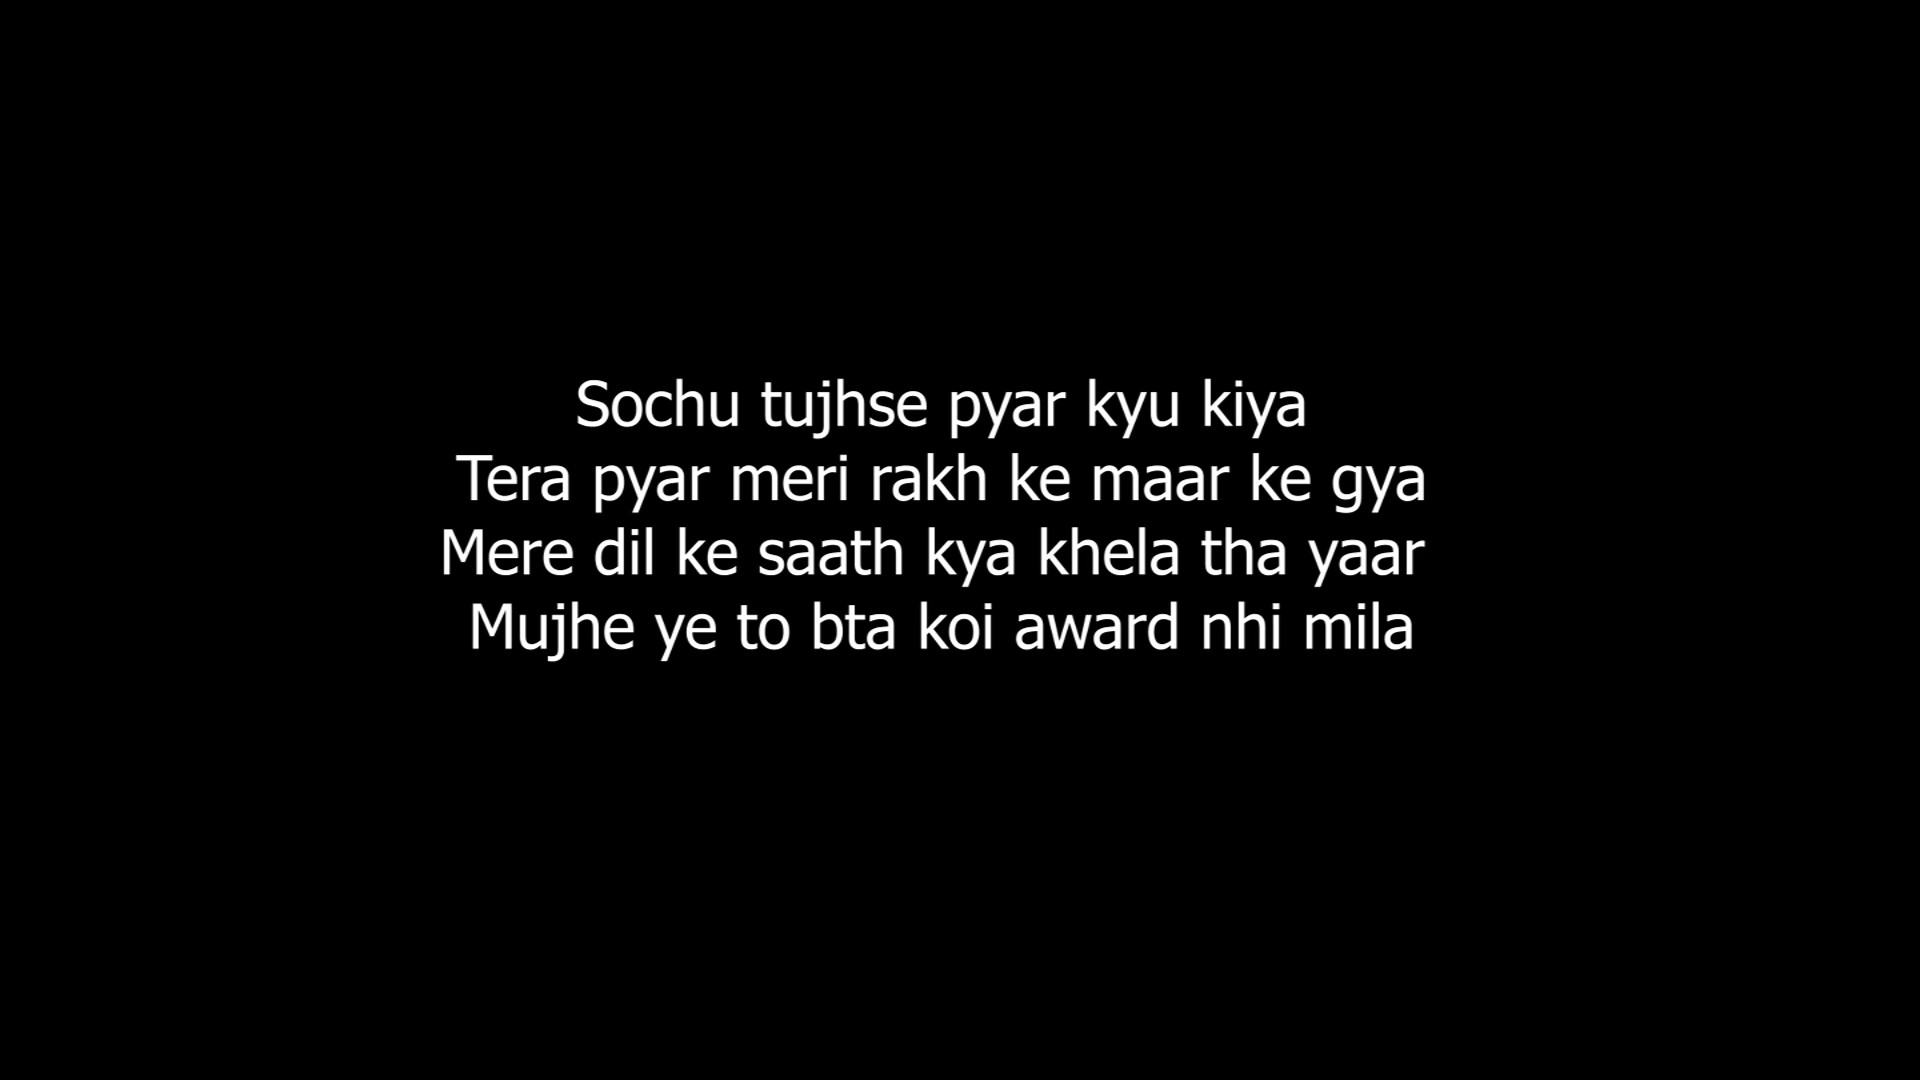 Sochu tujhse pyar kyu kiya
Tera pyar meri rakh ke maar ke gya
Mere dil ke saath kya khela tha yaar
Mujhe ye to bta koi award nhi mila